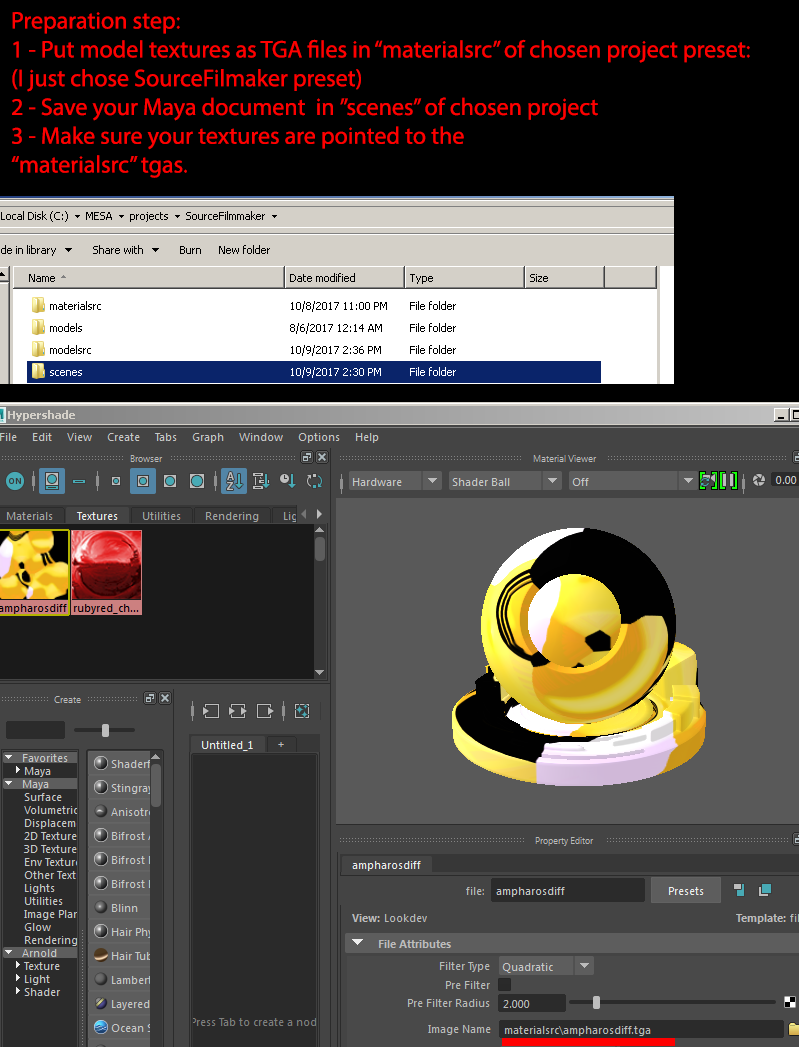 Preparation step:
1 - Put model textures as TGA files in “materialsrc” of chosen project preset:
(I just chose SourceFilmaker preset)
2 - Save your Maya document in ”scenes” of chosen project
3 - Make sure your textures are pointed to the
“materialsrc” tgas.
Local Disk (C:) MESA projects SourceFilmmaker
de in library Share with Burn New folder
Name Date modified Type Size
materialsrc 10/8/2017 11:00 PM File folder
models 8/6/2017 12:14 AM File folder
modelsrc 10/9/2017 2:36 PM File folder
scenes 10/9/2017 2:30 PM File folder
Hypershade
File Edit View Create Tabs Graph Window Options Help
Browser
ON
Materials Textures Utilities Rendering Lig
ampharosdiff rubyred_ch...
Material Viewer
Hardware Shader Ball Off 0.00
Create
Favorites
Maya
Maya
Surface
Volumetric
Displacem
2D Texture
3D Texture
Env Textur
Other Text
Lights
Utilities
Image Plan
Glow
Rendering
Arnold
Texture
Light
Shader
Shaderf
Stingray
Anisotro
Bifrost A
Bifrost
Bifrost
Blinn
Hair Phy
Hair Tub
Lambert
Layered
Ocean S
Untitled_1 +
Press Tab to create a nod
Property Editor
ampharosdiff
file: ampharosdiff Presets
View: Lookdev Template: fil
File Attributes
Filter Type Quadratic
Pre Filter
Pre Filter Radius 2.000
Image Name materialsrc\ampharosdiff.tga